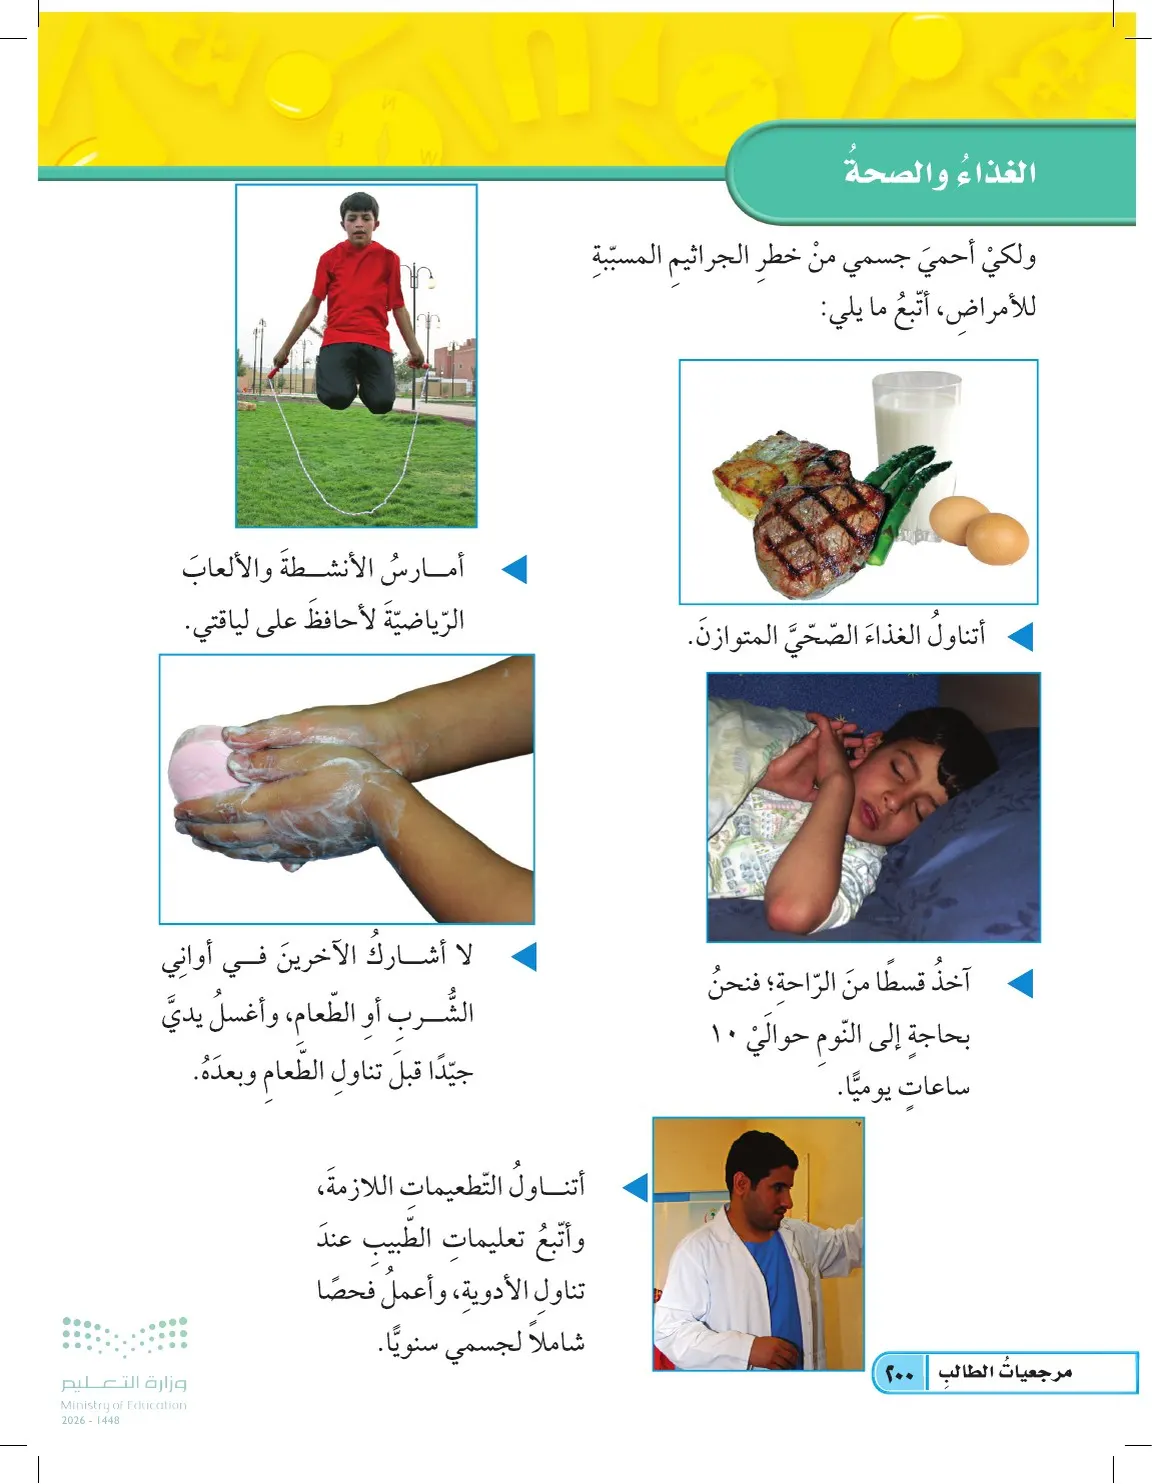 الغذاءُ والصحةُ
ولكيْ أحميَ جسمي منْ خطرِ الجراثيمِ المسبّبةِ
للأمراضِ، أتّبعُ ما يلي:
أتناولُ الغذاءَ الصّحّيَّ المتوازنَ.
آخذُ قسطًا منَ الرّاحةِ؛ فنحنُ
بحاجةٍ إلى النّومِ حوالَيْ ١٠
ساعاتٍ يوميًّا.
أمارسُ الأنشطةَ والألعابَ
الرّياضيّةَ لأحافظَ على لياقتي.
لا أشاركُ الآخرينَ في أوانِي
الشُّربِ أوِ الطّعامِ، وأغسلُ يديَّ
جيّدًا قبلَ تناولِ الطّعامِ وبعدَهُ.
أتناولُ التّطعيماتِ اللازمةَ،
وأتّبعُ تعليماتِ الطّبيبِ عندَ
تناولِ الأدويةِ، وأعملُ فحصًا
شاملاً لجسمي سنويًّا.
مرجعياتُ الطالبِ ٢٠٠
وزارة التعليم
Ministry of Education
2026 - 1448